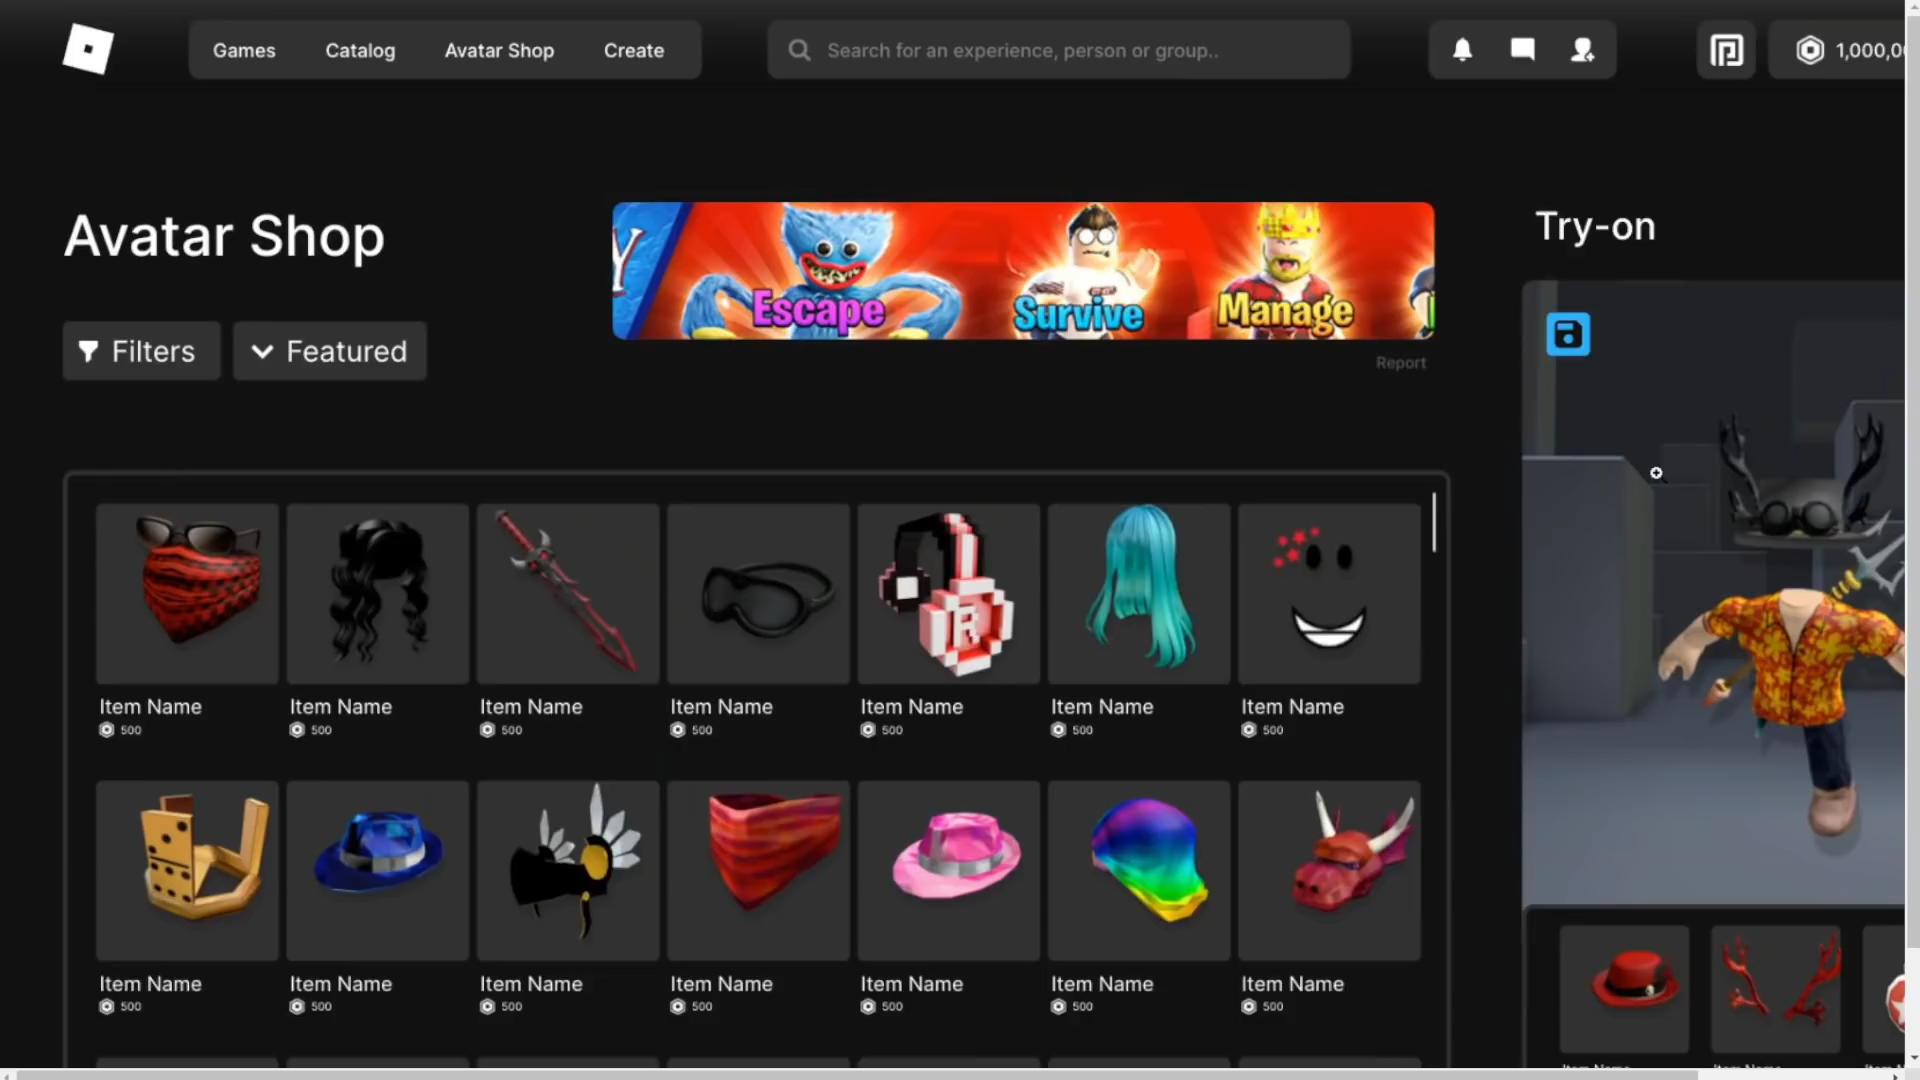 Games Catalog Avatar Shop Create
Search for an experience, person or group..
1,000,0
Avatar Shop
Escape Survive Manage
Try-on
Filters Featured
Report
R
Item Name Item Name Item Name Item Name Item Name Item Name Item Name
500 500 500 500 500 500 500
Item Name Item Name Item Name Item Name Item Name Item Name Item Name
500 500 500 500 500 500 500